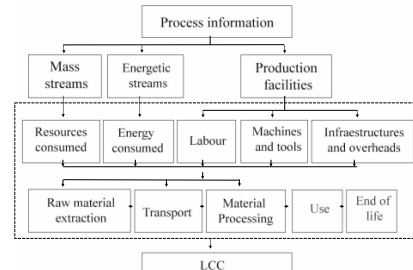 Process information
Mass
streams
Energetic
streams
Production
facilities
Resources
consumed
Energy
consumed
Labour
Machines
and tools
Infraestructures
and overheads
Raw material
extraction
Transport
Material
Processing
Use
End of
life
LCC